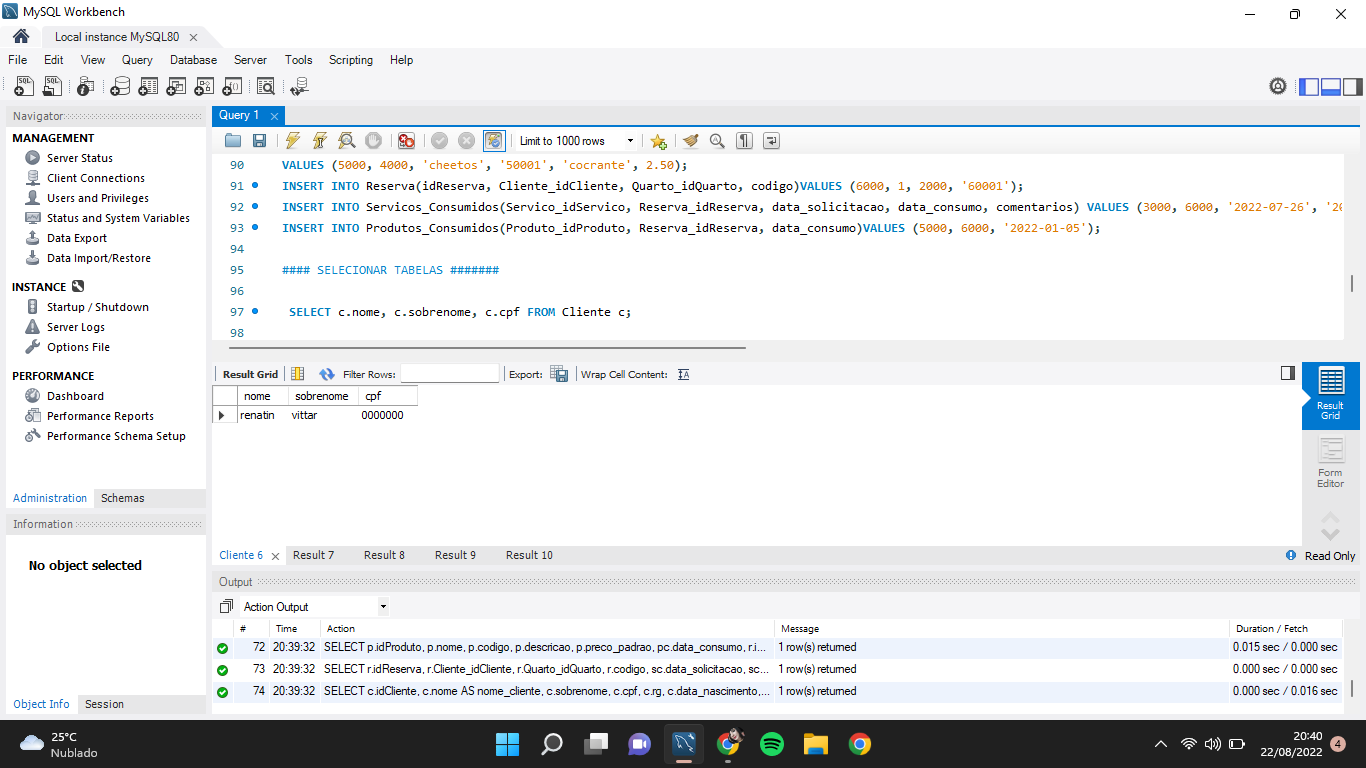 MySQL Workbench
Local instance MySQL80
File Edit View Query Database Server Tools Scripting Help
Navigator
MANAGEMENT
Server Status
Client Connections
Users and Privileges
Status and System Variables
Data Export
Data Import/Restore
INSTANCE
Startup / Shutdown
Server Logs
Options File
PERFORMANCE
Dashboard
Performance Reports
Performance Schema Setup
Administration Schemas
Information
No object selected
Object Info Session
Query 1
Limit to 1000 rows
90 VALUES (5000, 4000, 'cheetos', '50001', 'cocrante', 2.50);
91 INSERT INTO Reserva(idReserva, Cliente_idCliente, Quarto_idQuarto, codigo)VALUES (6000, 1, 2000, '60001');
92 INSERT INTO Servicos_Consumidos(Servico_idServico, Reserva_idReserva, data_solicitacao, data_consumo, comentarios) VALUES (3000, 6000, '2022-07-26', '20
93 INSERT INTO Produtos_Consumidos(Produto_idProduto, Reserva_idReserva, data_consumo)VALUES (5000, 6000, '2022-01-05');
94
95 #### SELECIONAR TABELAS #######
96
97 SELECT c.nome, c.sobrenome, c.cpf FROM Cliente c;
98
Result Grid Filter Rows: Export: Wrap Cell Content:
nome sobrenome cpf
renatin vittar 0000000
Result
Grid
Form
Editor
Cliente 6 Result 7 Result 8 Result 9 Result 10
Read Only
Output
Action Output
# Time Action Message Duration / Fetch
72 20:39:32 SELECT p.idProduto, p.nome, p.codigo, p.descricao, p.preco_padrao, pc.data_consumo, r.i... 1 row(s) returned 0.015 sec / 0.000 sec
73 20:39:32 SELECT r.idReserva, r.Cliente_idCliente, r.Quarto_idQuarto, r.codigo, sc.data_solicitacao, sc... 1 row(s) returned 0.000 sec / 0.000 sec
74 20:39:32 SELECT c.idCliente, c.nome AS nome_cliente, c.sobrenome, c.cpf, c.rg, c.data_nascimento,... 1 row(s) returned 0.000 sec / 0.016 sec
25°C
Nublado
20:40
22/08/2022
4